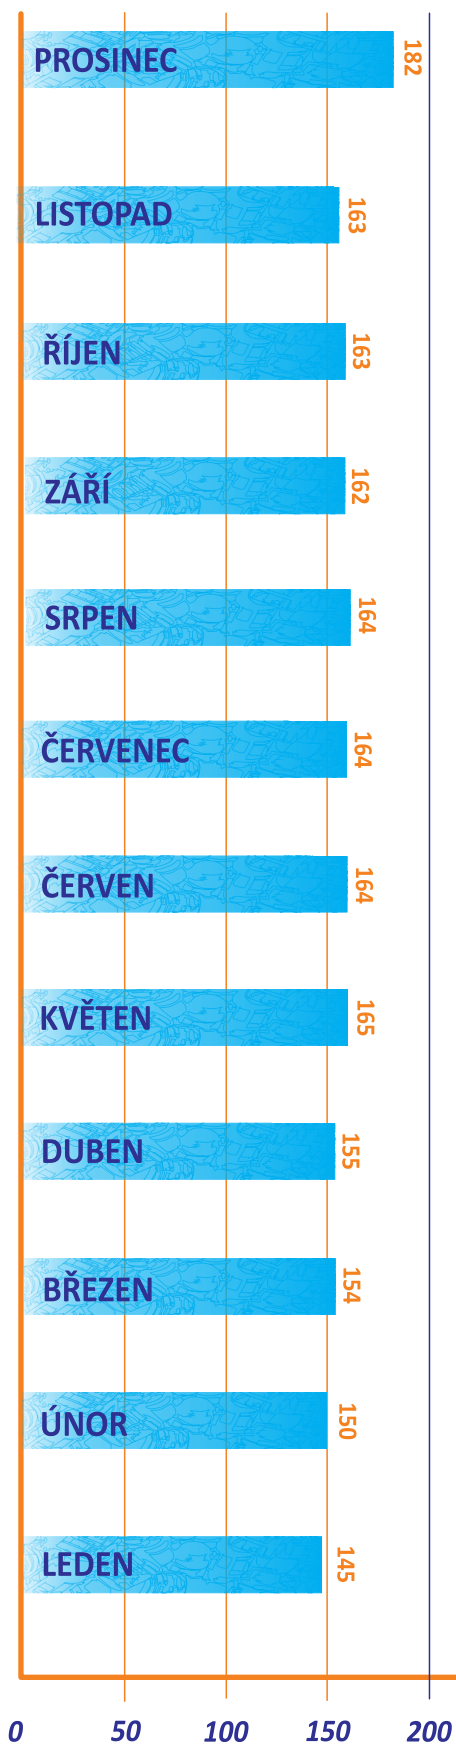 PROSINEC 182
LISTOPAD 163
ŘÍJEN 163
ZÁŘÍ 162
SRPEN 164
ČERVENEC 164
ČERVEN 164
KVĚTEN 165
DUBEN 155
BŘEZEN 154
ÚNOR 150
LEDEN 145
0 50 100 150 200